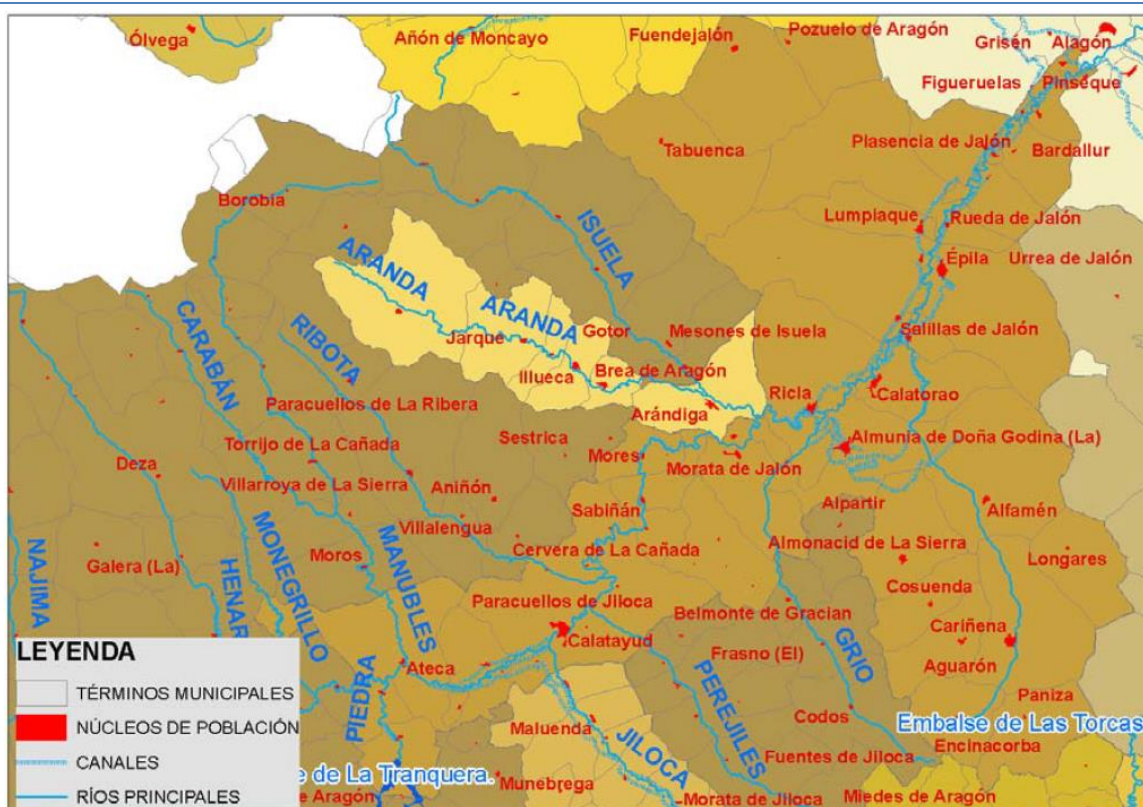 Ólvega
Añón de Moncayo
Fuendejalón
Pozuelo de Aragón
Grisén
Alagón
Figueruelas
Pinseque
Tabuenca
Plasencia de Jalón
Bardallur
Borobia
ISUELA
Lumpiaque
Rueda de Jalón
ARANDA
Épila
Urrea de Jalón
CARABÁN
RIBOTA
ARANDA
Gotor
Mesones de Isuela
Salillas de Jalón
Jarque
Illueca
Brea de Aragón
Calatorao
Paracuellos de La Ribera
Arándiga
Ricla
Sestrica
Torrijo de La Cañada
Mores
Morata de Jalón
Almunia de Doña Godina (La)
Deza
Villarroya de La Sierra
Aniñón
Sabiñán
Alpartir
Alfamén
MONEGRILLO
Villalengua
Cervera de La Cañada
Almonacid de La Sierra
Longares
NAJIMA
Galera (La)
HENAR
Moros
MANUBLES
Cosuenda
Paracuellos de Jiloca
Belmonte de Gracian
GRIO
Calatayud
Cariñena
Frasno (El)
Aguarón
Ateca
PIEDRA
PEREJILES
Paniza
Maluenda
JILOCA
Codos
Embalse de Las Torcas
Encinacorba
Fuentes de Jiloca
e de La Tranquera.
Munebrega
e de Aragón
Morata de Jiloca
Miedes de Aragón
LEYENDA
TÉRMINOS MUNICIPALES
NÚCLEOS DE POBLACIÓN
CANALES
RÍOS PRINCIPALES